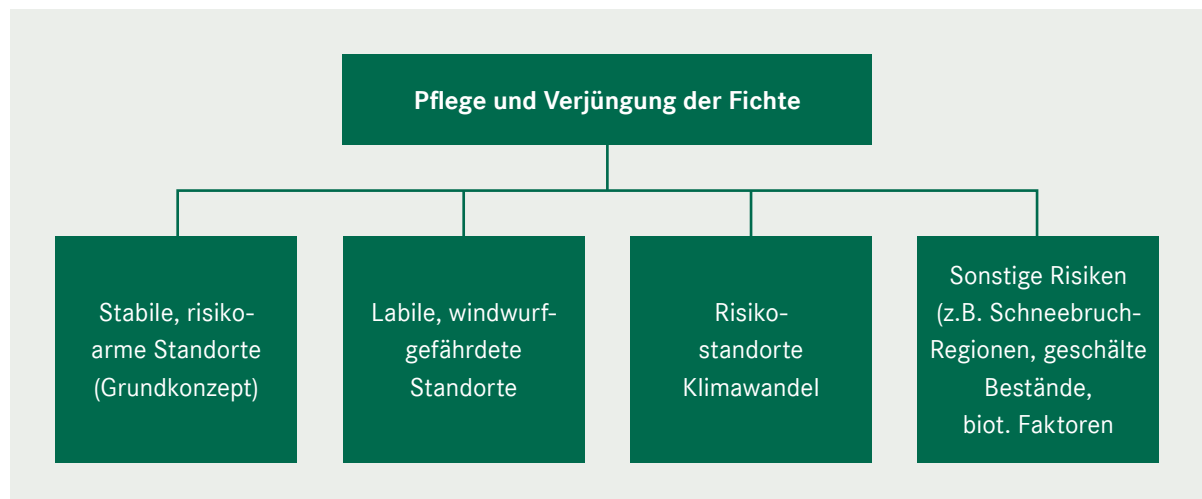 Pflege und Verjüngung der Fichte
Stabile, risiko-
arme Standorte
(Grundkonzept)
Labile, windwurf-
gefährdete
Standorte
Risiko-
standorte
Klimawandel
Sonstige Risiken
(z.B. Schneebruch-
Regionen, geschälte
Bestände,
biot. Faktoren